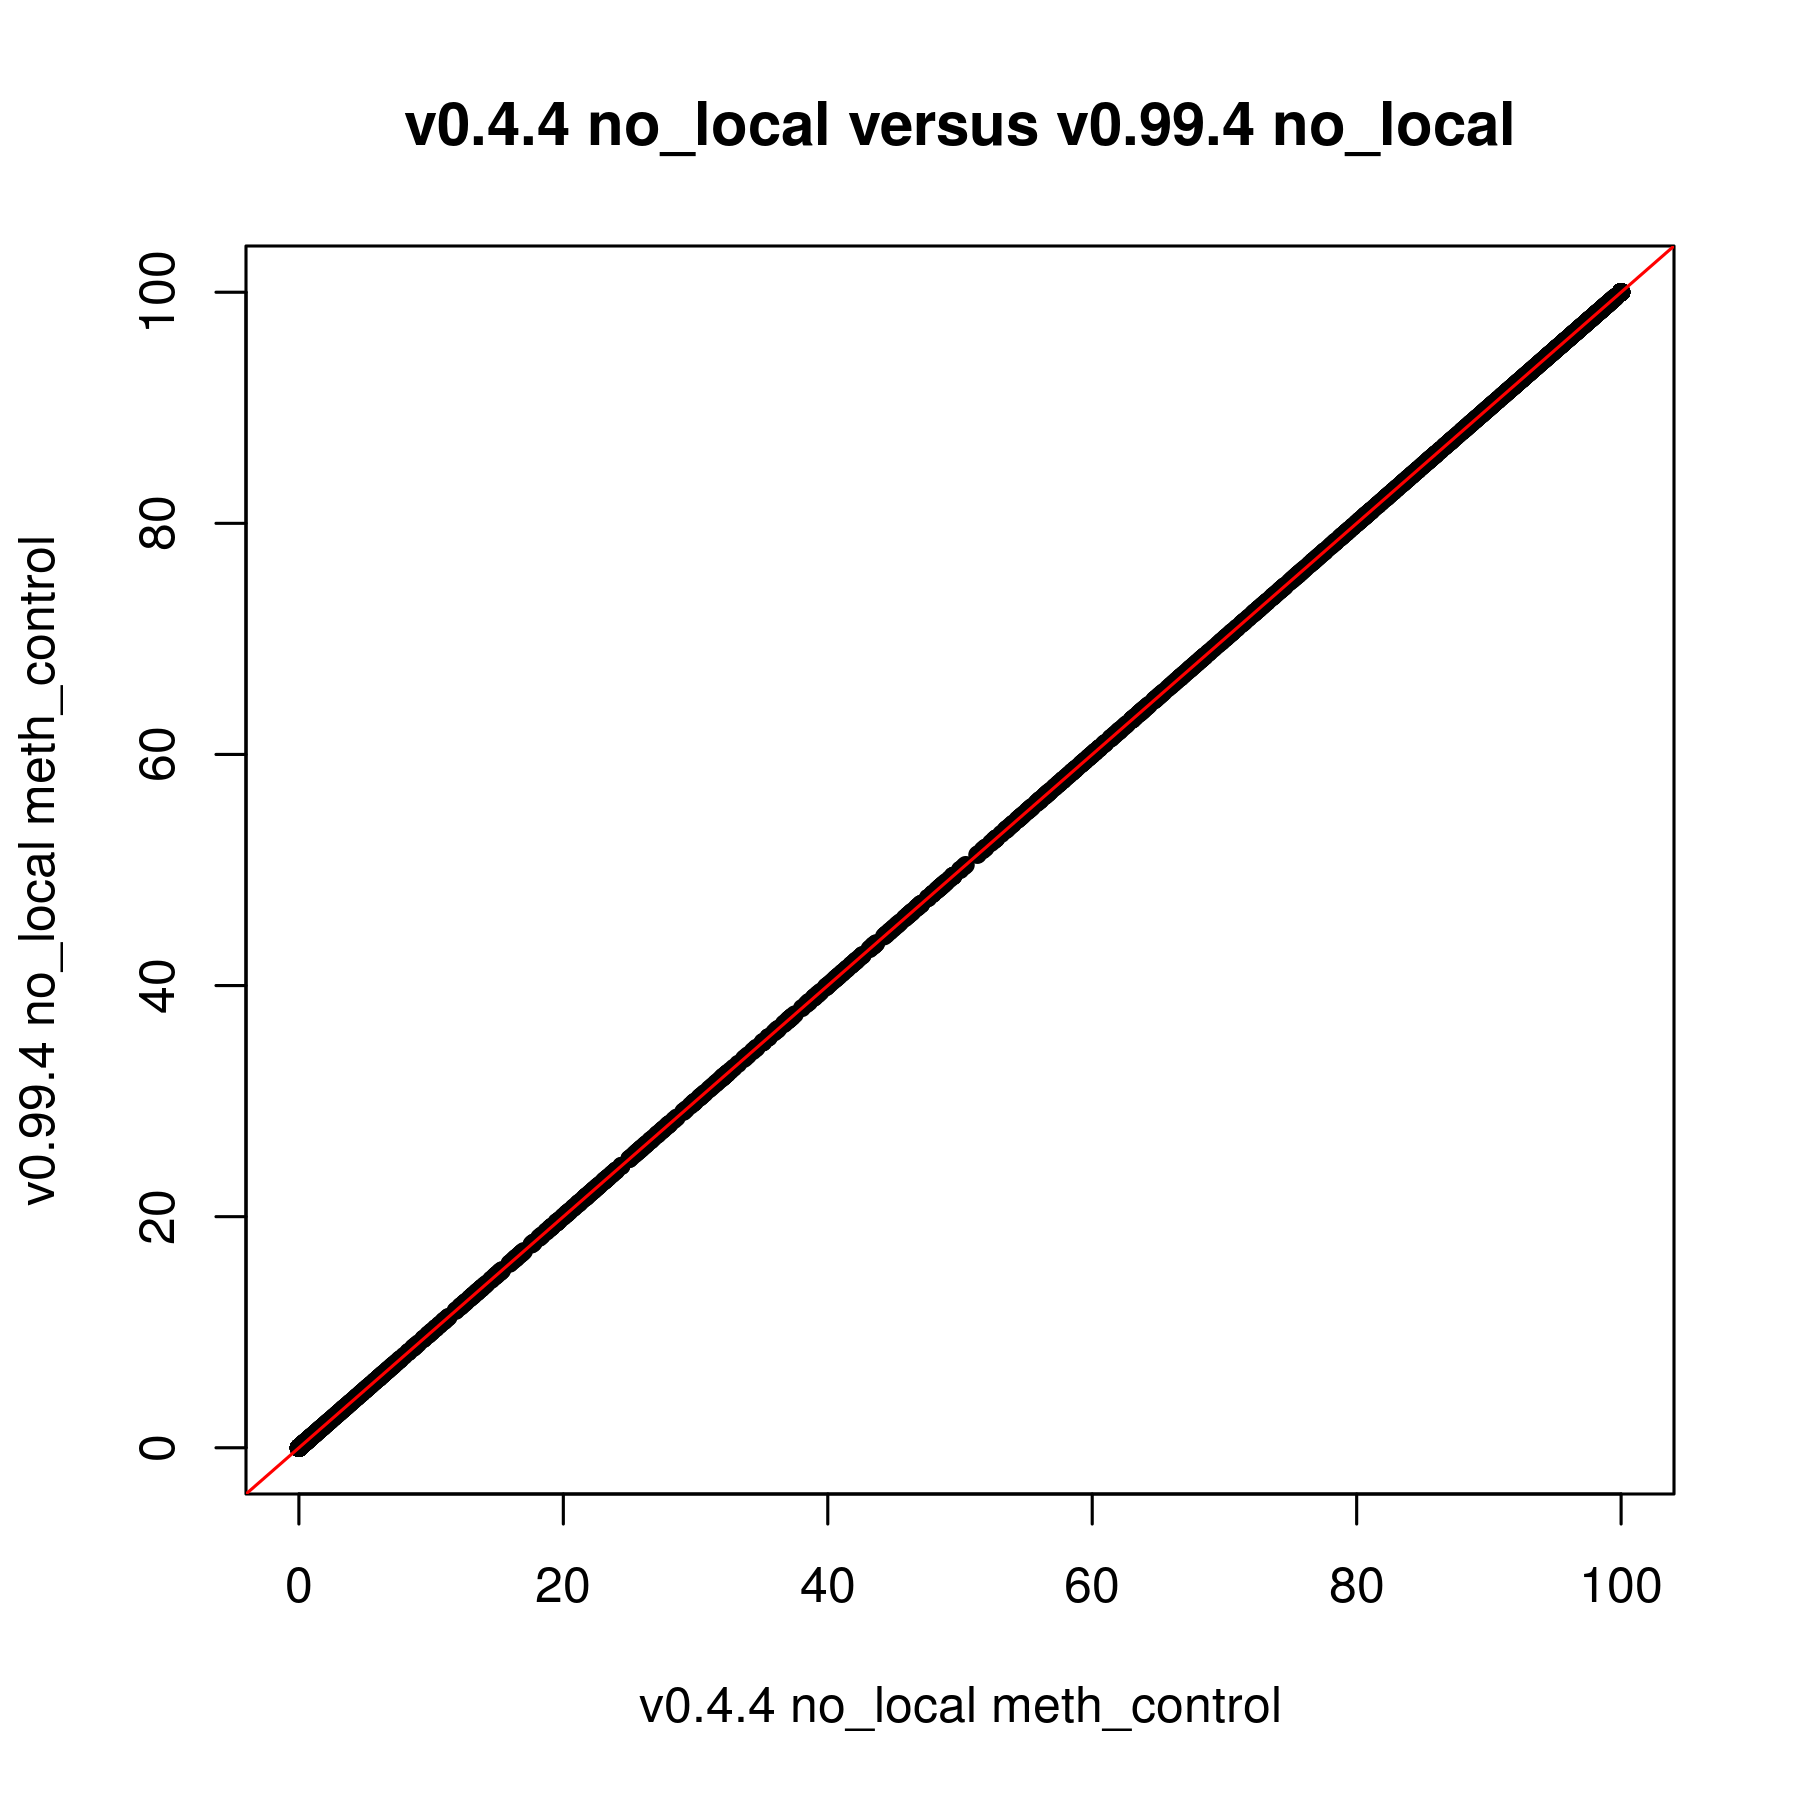 v0.4.4 no_local versus v0.99.4 no_local
v0.99.4 no_local meth_control
100
80
60
40
20
0
0 20 40 60 80 100
v0.4.4 no_local meth_control